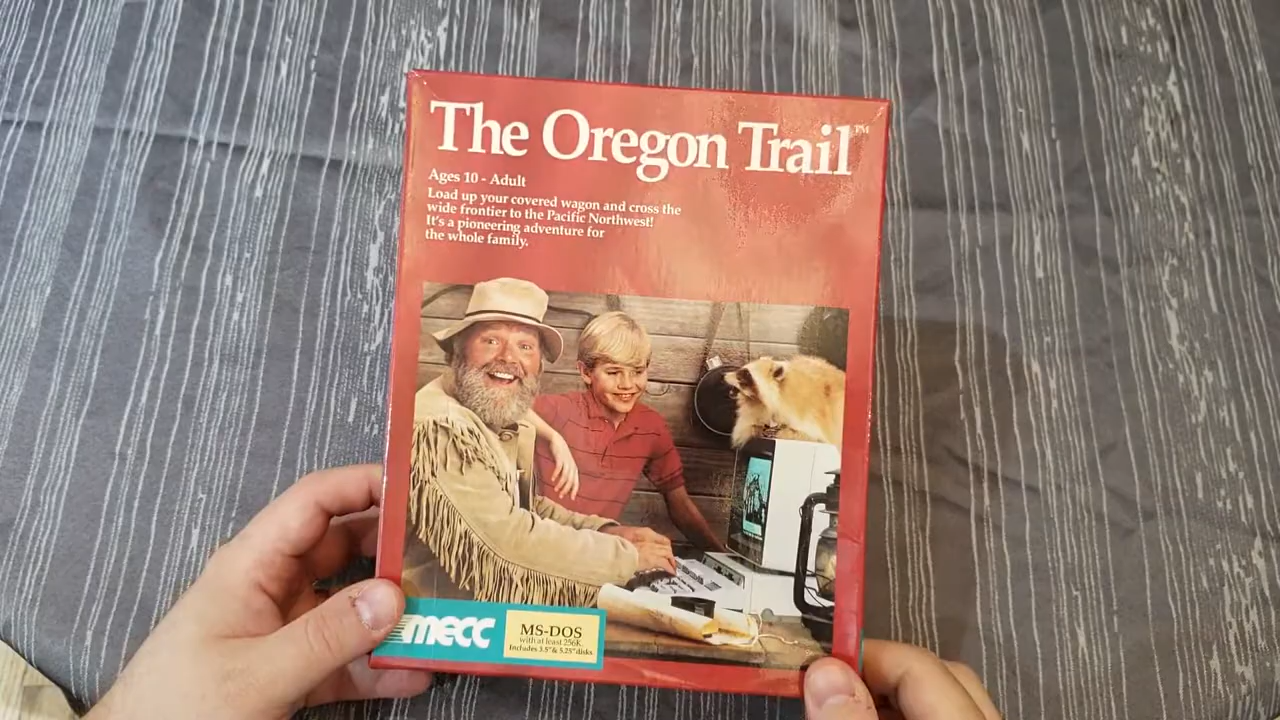 The Oregon Trail™
Ages 10 - Adult
Load up your covered wagon and cross the
wide frontier to the Pacific Northwest!
It's a pioneering adventure for
the whole family.
mecc
MS-DOS
with at least 256K
Includes 3.5" & 5.25" disks